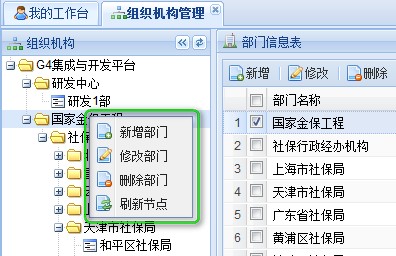 我的工作台
组织机构管理
组织机构
G4集成与开发平台
研发中心
研发1部
国家金保工程
社保
天津市社保局
和平区社保局
新增部门
修改部门
删除部门
刷新节点
部门信息表
新增 修改 删除
部门名称
1 国家金保工程
2 社保行政经办机构
3 上海市社保局
4 天津市社保局
5 广东省社保局
6 黄浦区社保局
7 和平区社保局